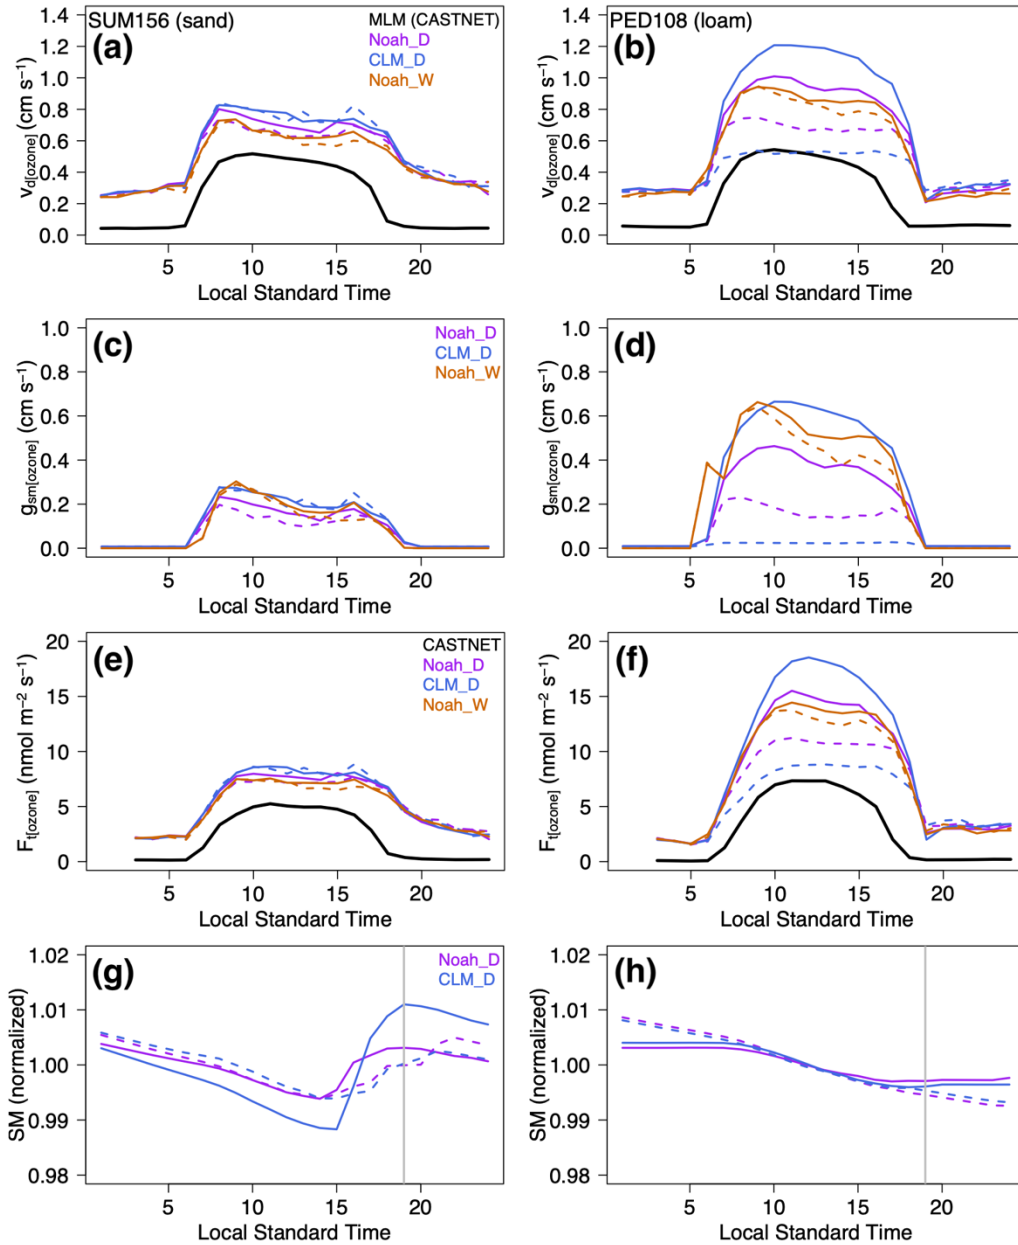 SUM156 (sand)
MLM (CASTNET)
Noah_D
CLM_D
Noah_W
(a)
1.4
1.2
1.0
0.8
0.6
0.4
0.2
0.0
Vd[ozone] (cm s−1)
5 10 15 20
Local Standard Time
PED108 (loam)
(b)
1.4
1.2
1.0
0.8
0.6
0.4
0.2
0.0
Vd[ozone] (cm s−1)
5 10 15 20
Local Standard Time
(c)
Noah_D
CLM_D
Noah_W
1.0
0.8
0.6
0.4
0.2
0.0
gsm[ozone] (cm s−1)
5 10 15 20
Local Standard Time
(d)
1.0
0.8
0.6
0.4
0.2
0.0
gsm[ozone] (cm s−1)
5 10 15 20
Local Standard Time
(e)
CASTNET
Noah_D
CLM_D
Noah_W
20
15
10
5
0
Ft[ozone] (nmol m−2 s−1)
5 10 15 20
Local Standard Time
(f)
20
15
10
5
0
Ft[ozone] (nmol m−2 s−1)
5 10 15 20
Local Standard Time
(g)
Noah_D
CLM_D
1.02
1.01
1.00
0.99
0.98
SM (normalized)
5 10 15 20
Local Standard Time
(h)
1.02
1.01
1.00
0.99
0.98
SM (normalized)
5 10 15 20
Local Standard Time